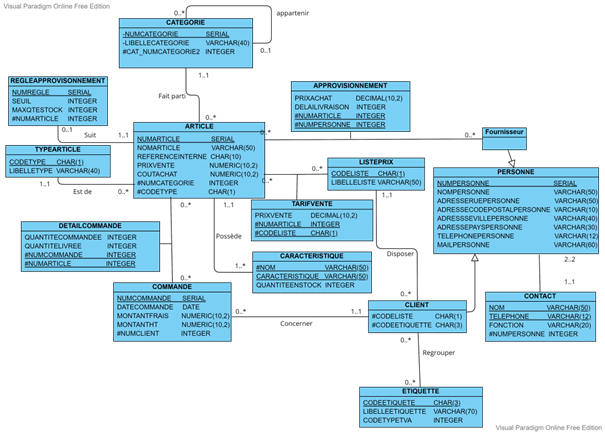 Visual Paradigm Online Free Edition
0..*
appartenir
CATEGORIE
-NUMCATEGORIE SERIAL
-LIBELLECATEGORIE VARCHAR(40)
#CAT_NUMCATEGORIE2 INTEGER
0..1
1..1
Fait parti
0..*
REGLEAPPROVISONNEMENT
NUMREGLE SERIAL
SEUIL INTEGER
MAXQTESTOCK INTEGER
#NUMARTICLE INTEGER
0..1
Suit
1..1
APPROVISIONNEMENT
PRIXACHAT DECIMAL(10,2)
DELAILIVRAISON INTEGER
#NUMARTICLE INTEGER
#NUMPERSONNE INTEGER
ARTICLE
NUMARTICLE SERIAL
NOMARTICLE VARCHAR(50)
REFERENCEINTERNE CHAR(10)
PRIXVENTE NUMERIC(10,2)
COUTACHAT NUMERIC(10,2)
#NUMCATEGORIE INTEGER
#CODETYPE CHAR(1)
0..*
0..*
Fournisseur
TYPEARTICLE
CODETYPE CHAR(1)
LIBELLETYPE VARCHAR(40)
1..1
Est de
0..*
LISTEPRIX
CODELISTE CHAR(1)
LIBELLELISTE VARCHAR(50)
0..*
0..*
PERSONNE
NUMPERSONNE SERIAL
NOMPERSONNE VARCHAR(50)
ADRESSERUEPERSONNE VARCHAR(50)
ADRESSECODEPOSTALPERSONNE VARCHAR(10)
ADRESSSEVILLEPERSONNE VARCHAR(40)
ADRESSEPAYSPERSONNE VARCHAR(30)
TELEPHONEPERSONNE VARCHAR(12)
MAILPERSONNE VARCHAR(60)
0..*
1..1
1..1
TARIFVENTE
PRIXVENTE DECIMAL(10,2)
#NUMARTICLE INTEGER
#CODELISTE CHAR(1)
DETAILCOMMANDE
QUANTITECOMMANDEE INTEGER
QUANTITELIVREE INTEGER
#NUMCOMMANDE INTEGER
#NUMARTICLE INTEGER
Possède
1..*
CARACTERISTIQUE
#NOM VARCHAR(50)
CARACTERISTIQUE VARCHAR(50)
QUANTITEENSTOCK INTEGER
Disposer
2..2
1..1
0..*
COMMANDE
NUMCOMMANDE SERIAL
DATECOMMANDE DATE
MONTANTFRAIS NUMERIC(10,2)
MONTANTHT NUMERIC(10,2)
#NUMCLIENT INTEGER
0..*
Concerner
1..1
0..*
CLIENT
#CODELISTE CHAR(1)
#CODEETIQUETTE CHAR(3)
CONTACT
NOM VARCHAR(50)
TELEPHONE VARCHAR(12)
FONCTION VARCHAR(20)
#NUMPERSONNE INTEGER
0..*
Regrouper
0..*
ETIQUETTE
CODEETIQUETE CHAR(3)
LIBELLEETIQUETTE VARCHAR(70)
CODETYPETVA INTEGER
Visual Paradigm Online Free Edition